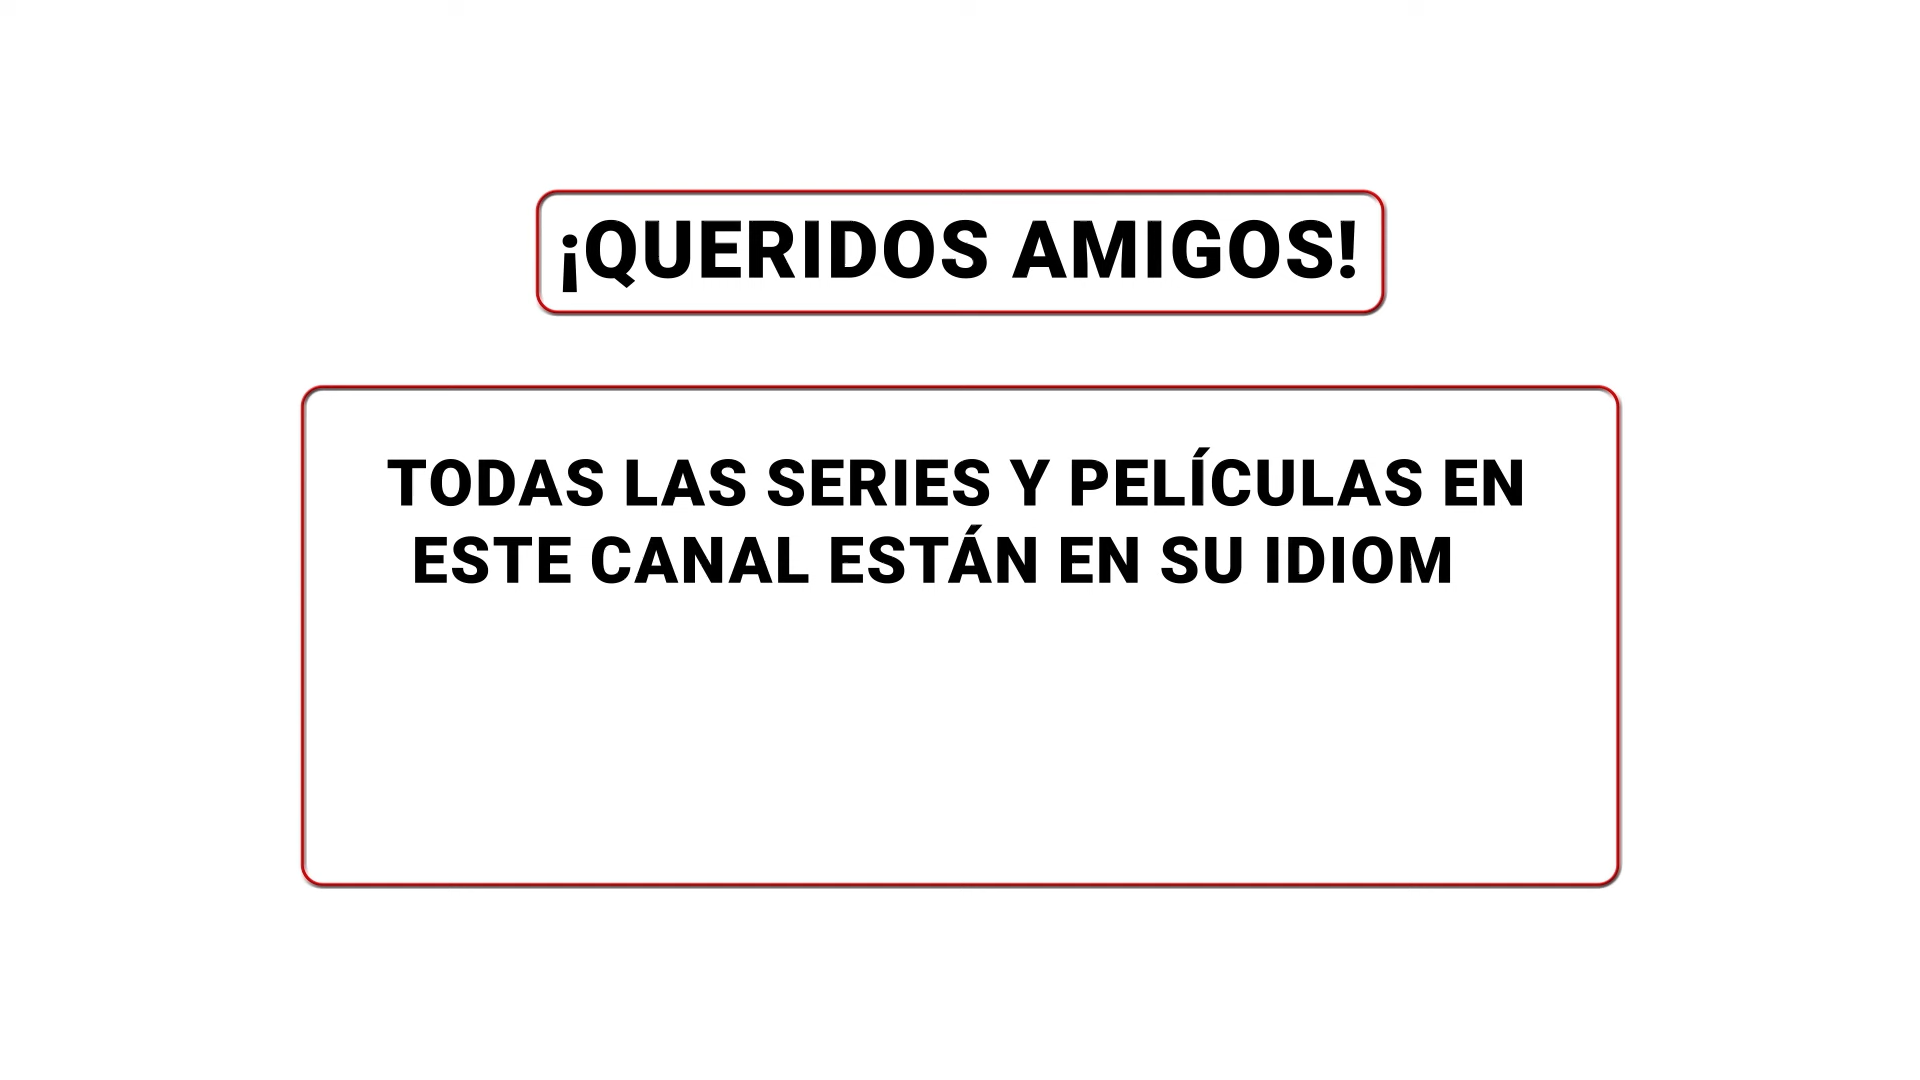 ¡QUERIDOS AMIGOS!
TODAS LAS SERIES Y PELÍCULAS EN
ESTE CANAL ESTÁN EN SU IDIOM